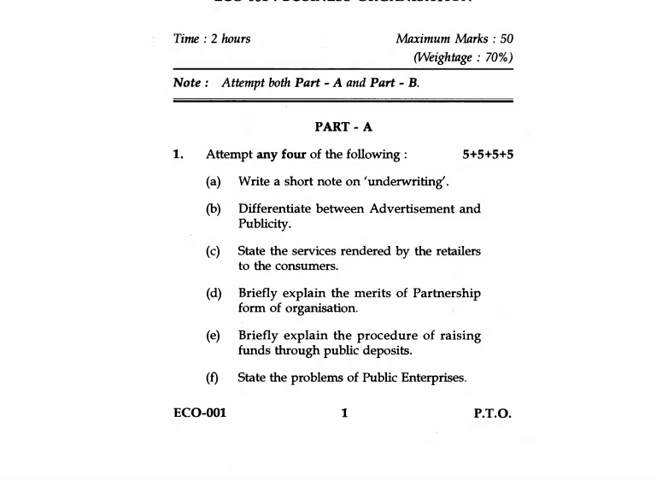 Time : 2 hours Maximum Marks : 50
(Weightage : 70%)
Note : Attempt both Part - A and Part - B.
PART - A
1. Attempt any four of the following : 5+5+5+5
(a) Write a short note on 'underwriting'.
(b) Differentiate between Advertisement and
Publicity.
(c) State the services rendered by the retailers
to the consumers.
(d) Briefly explain the merits of Partnership
form of organisation.
(e) Briefly explain the procedure of raising
funds through public deposits.
(f) State the problems of Public Enterprises.
ECO-001 1 P.T.O.